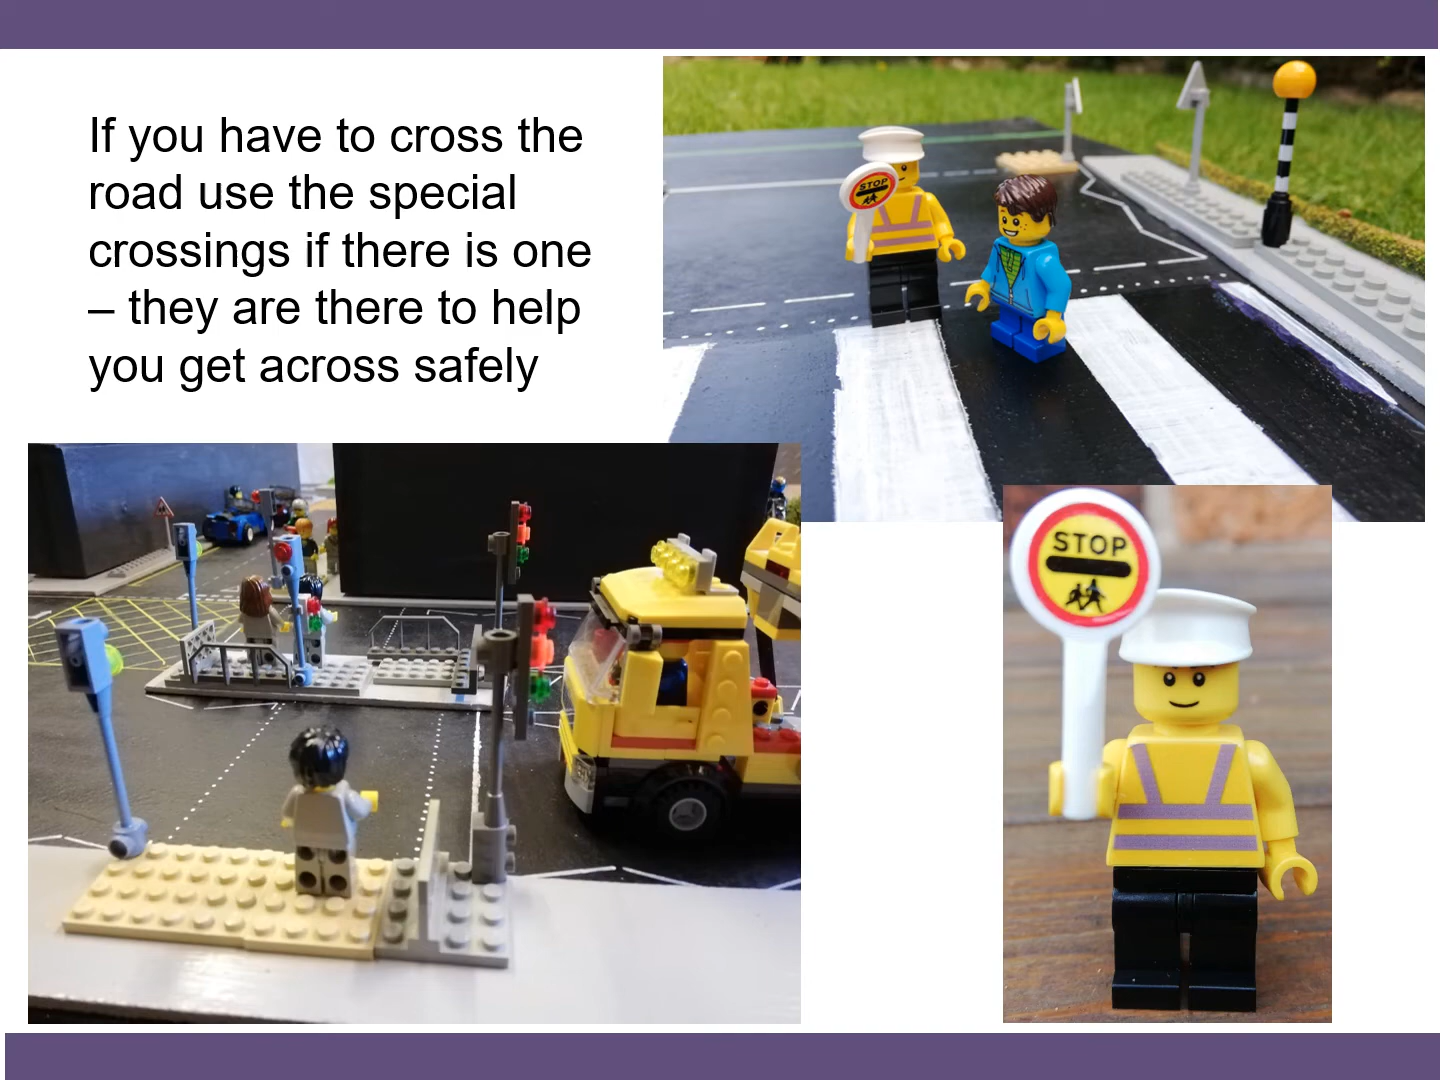 If you have to cross the
road use the special
crossings if there is one
– they are there to help
you get across safely
STOP
STOP